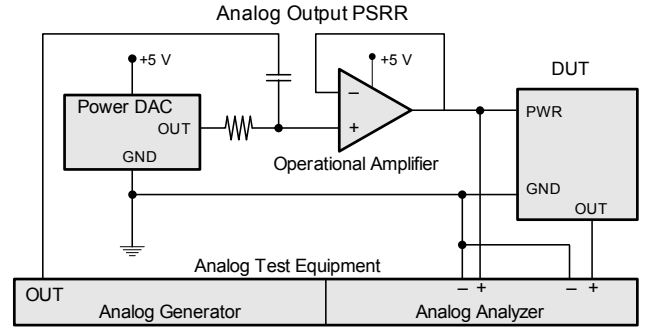 Analog Output PSRR
+5 V
+5 V
DUT
Power DAC
OUT
GND
–
+
Operational Amplifier
PWR
GND
OUT
Analog Test Equipment
– +
– +
OUT
Analog Generator
Analog Analyzer